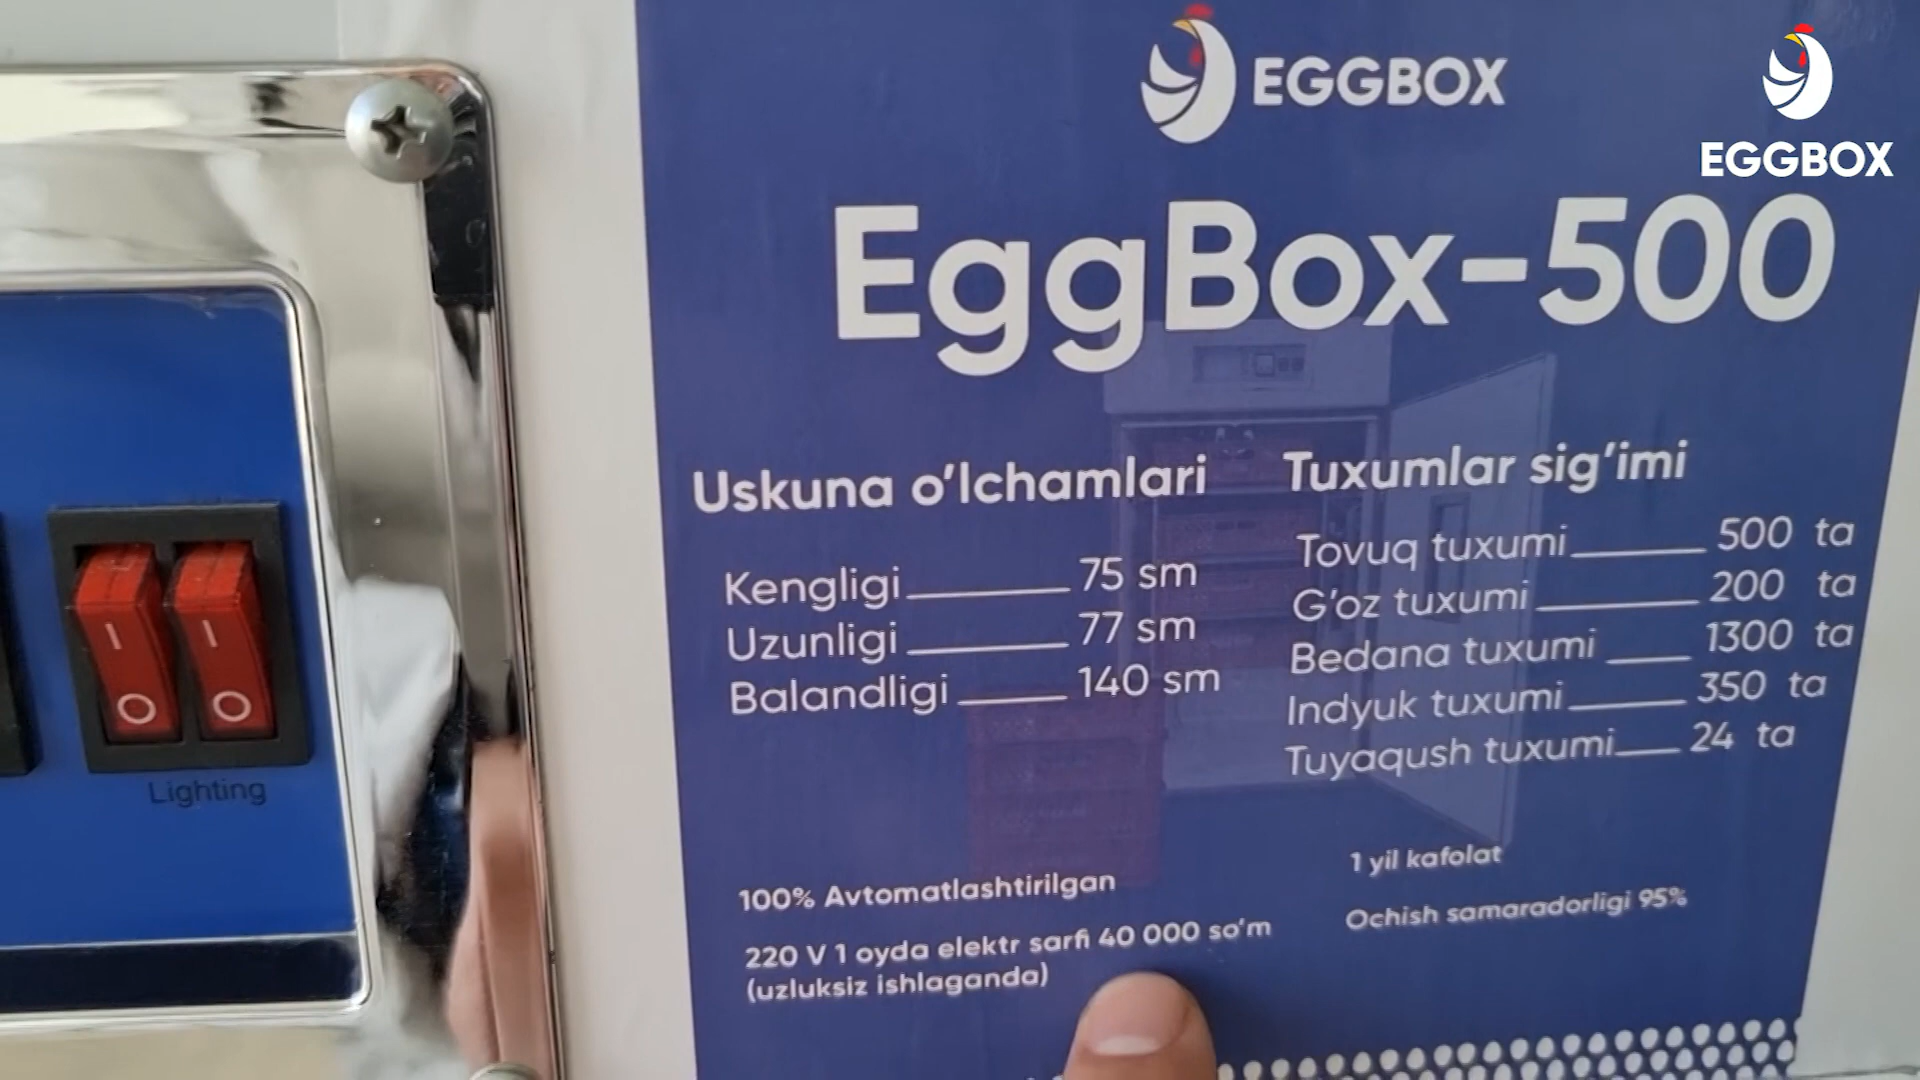 EGGBOX
EGGBOX
EggBox-500
Uskuna o'lchamlari
Kengligi 75 sm
Uzunligi 77 sm
Balandligi 140 sm
Tuxumlar sig'imi
Tovuq tuxumi 500 ta
G'oz tuxumi 200 ta
Bedana tuxumi 1300 ta
Indyuk tuxumi 350 ta
Tuyaqush tuxumi 24 ta
100% Avtomatlashtirilgan
220 V 1 oyda elektr sarfi 40 000 so'm
(uzluksiz ishlaganda)
1 yil kafolat
Ochish samaradorligi 95%
Lighting